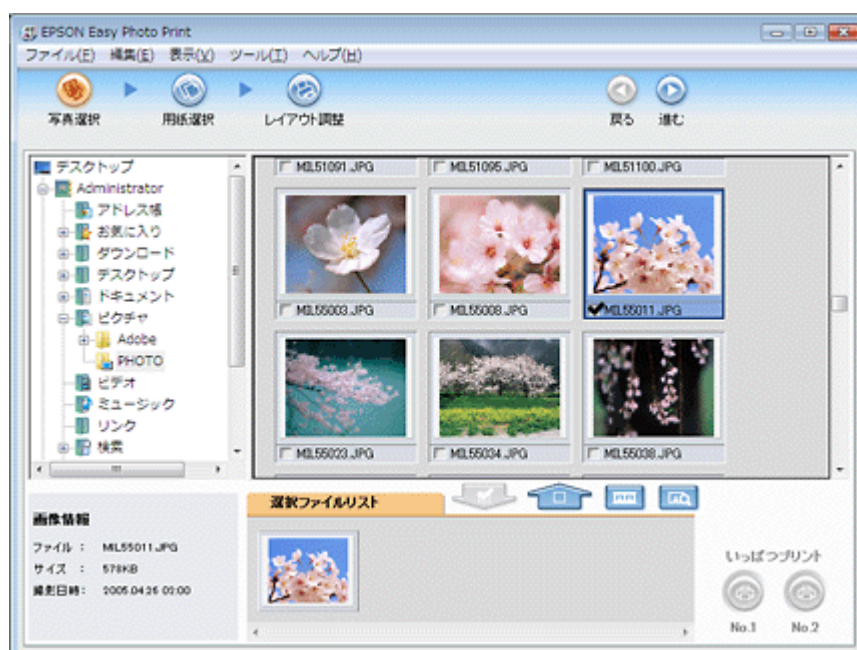 EPSON Easy Photo Print
ファイル(F) 編集(E) 表示(V) ツール(T) ヘルプ(H)
写真選択 用紙選択 レイアウト調整 戻る 進む
デスクトップ
Administrator
アドレス帳
お気に入り
ダウンロード
デスクトップ
ドキュメント
ピクチャ
Adobe
PHOTO
ビデオ
ミュージック
リンク
検索
MIL51091.JPG MIL51095.JPG MIL51100.JPG
MIL55003.JPG MIL55008.JPG MIL55011.JPG
MIL55023.JPG MIL55034.JPG MIL55038.JPG
画像情報
ファイル : MIL55011.JPG
サイズ : 578KB
撮影日時: 2005.04.26 02:00
選択ファイルリスト
いっぱつプリント
No.1 No.2